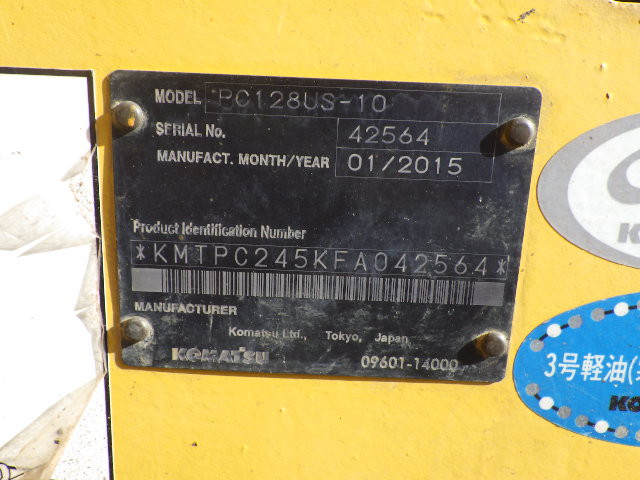 MODEL PC128US-10
SERIAL No. 42564
MANUFACT. MONTH/YEAR 01/2015
Product Identification Number
*KMTPC245KFA042564*
MANUFACTURER
Komatsu Ltd., Tokyo, Japan
KOMATSU 09601-14000
3号軽油(